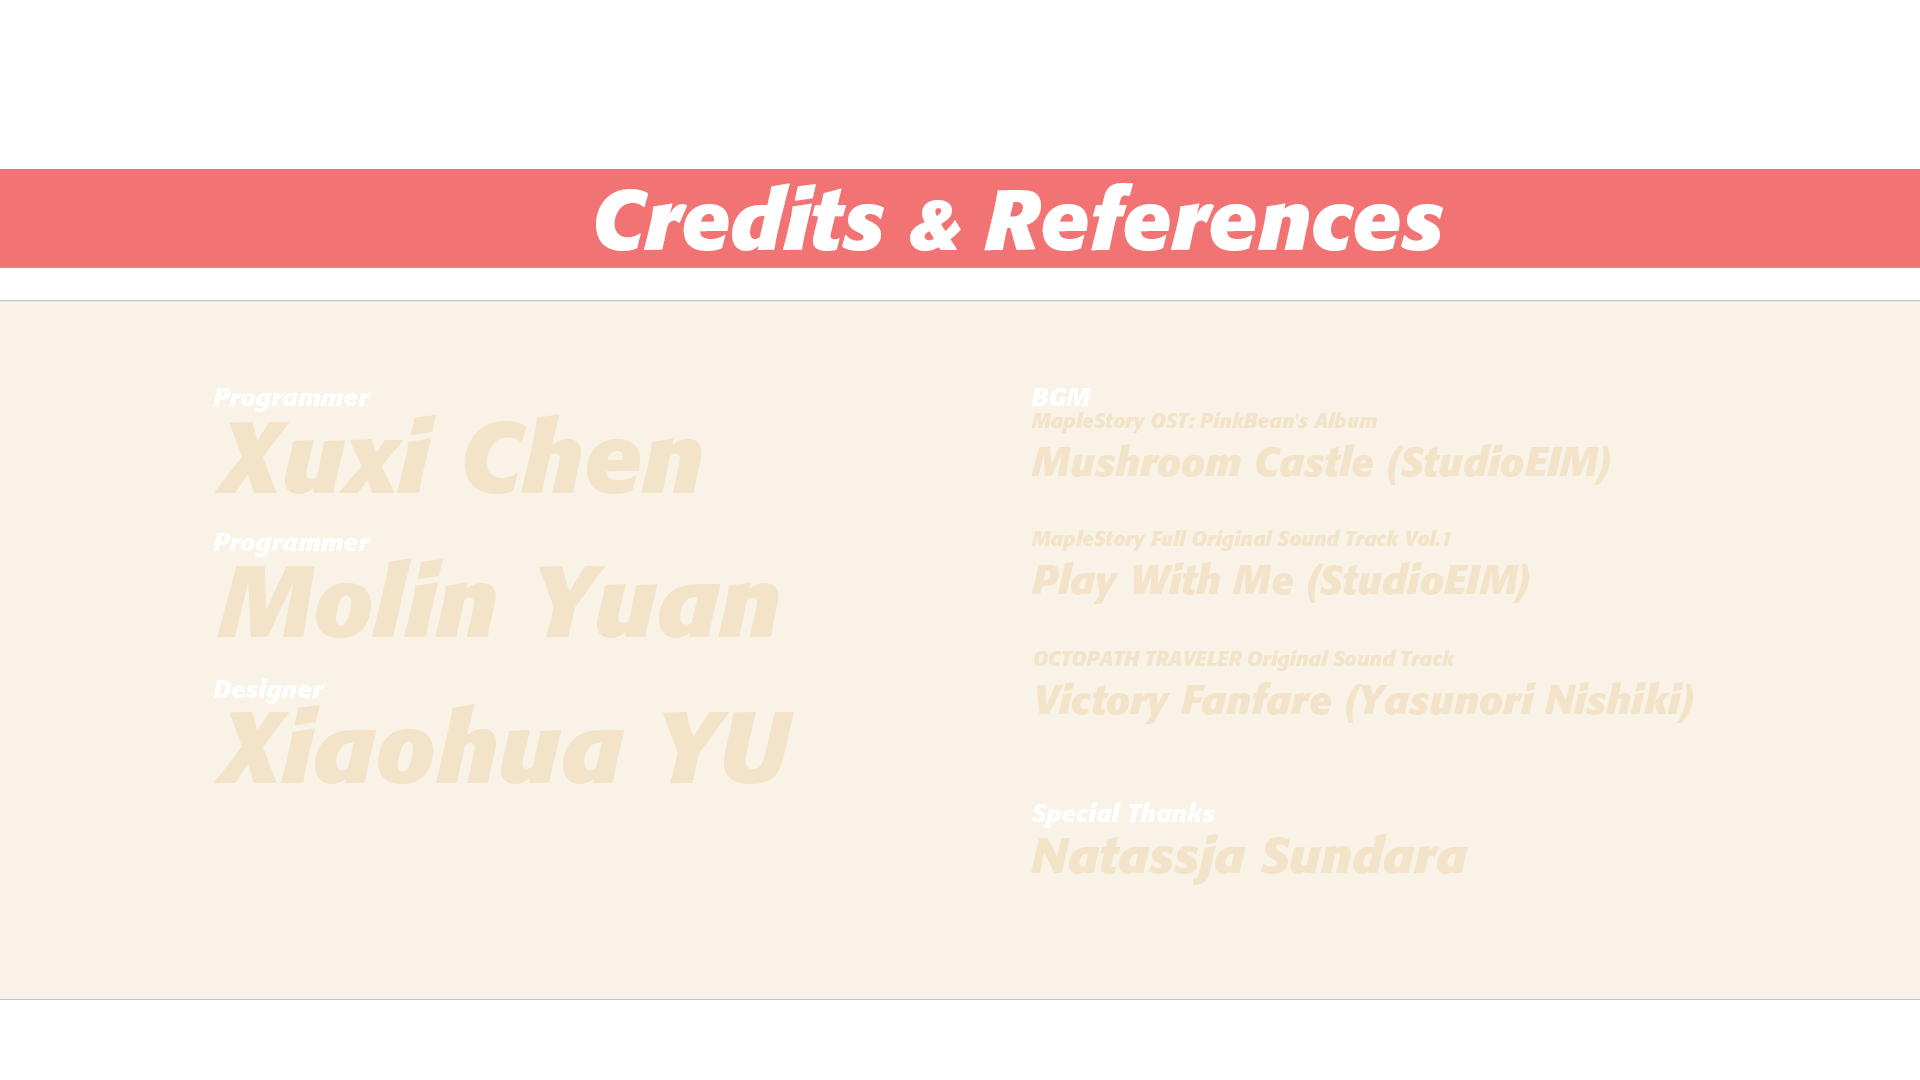 Credits & References
Programmer
Xuxi Chen
Programmer
Molin Yuan
Designer
Xiaohua YU
BGM
MapleStory OST: PinkBean's Album
Mushroom Castle (StudioEIM)
MapleStory Full Original Sound Track Vol.1
Play With Me (StudioEIM)
OCTOPATH TRAVELER Original Sound Track
Victory Fanfare (Yasunori Nishiki)
Special Thanks
Natassja Sundara